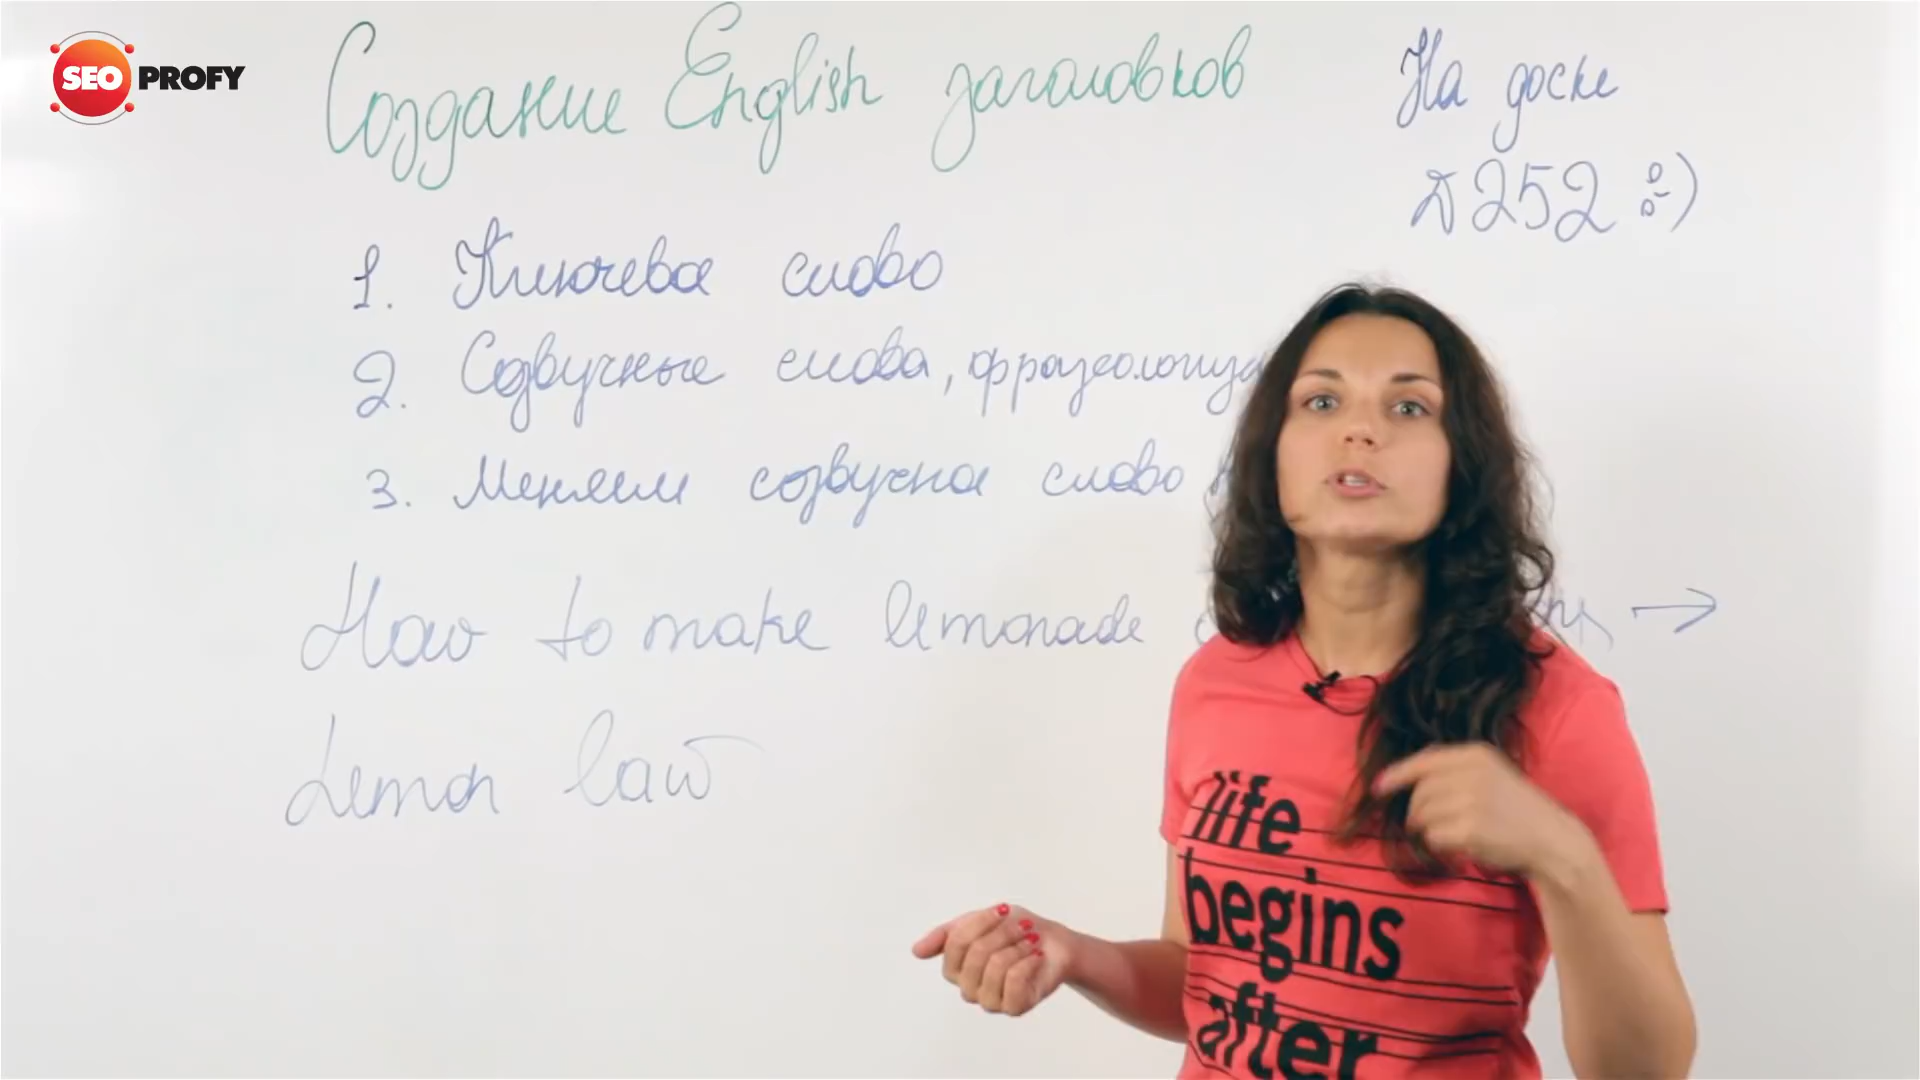 SEO PROFY
Создание English заголовков
На доске
№252 :)
1. Ключевое слово
2. Созвучные слова, фразеологиз
3. Меняем созвучное слово
How to make lemonade
Lemon law
life
begins
after